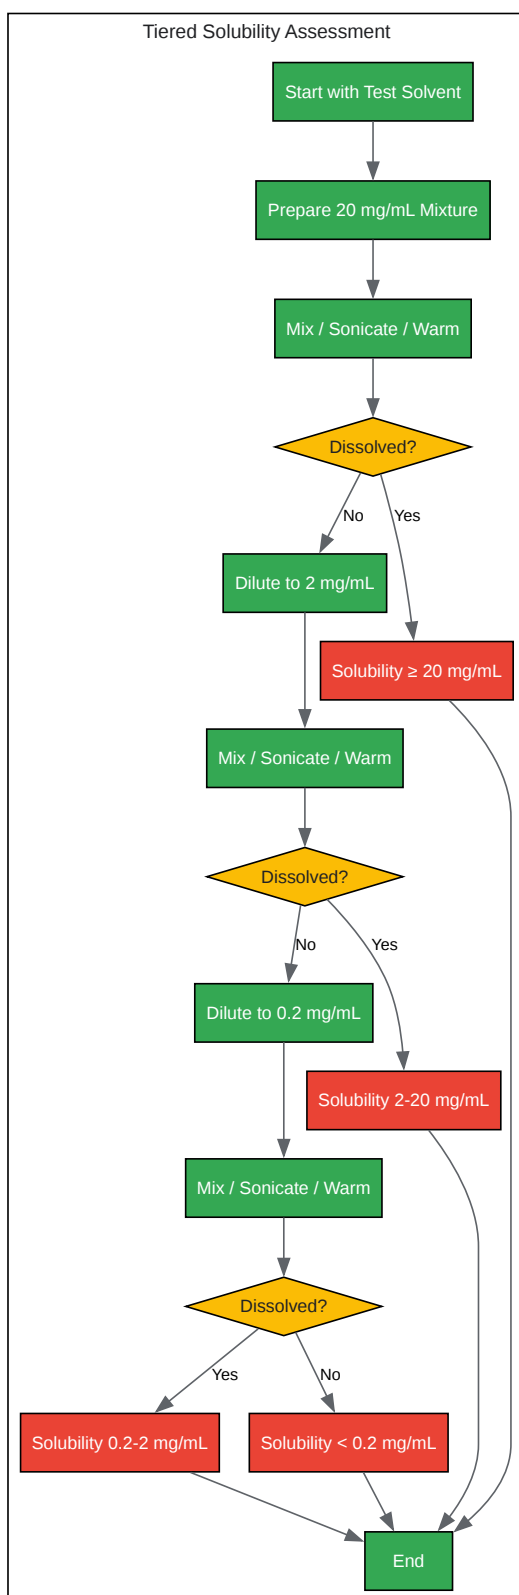 Tiered Solubility Assessment
Start with Test Solvent
Prepare 20 mg/mL Mixture
Mix / Sonicate / Warm
Dissolved?
No
Yes
Dilute to 2 mg/mL
Solubility ≥ 20 mg/mL
Mix / Sonicate / Warm
Dissolved?
No
Yes
Dilute to 0.2 mg/mL
Solubility 2-20 mg/mL
Mix / Sonicate / Warm
Dissolved?
Yes
No
Solubility 0.2-2 mg/mL
Solubility < 0.2 mg/mL
End